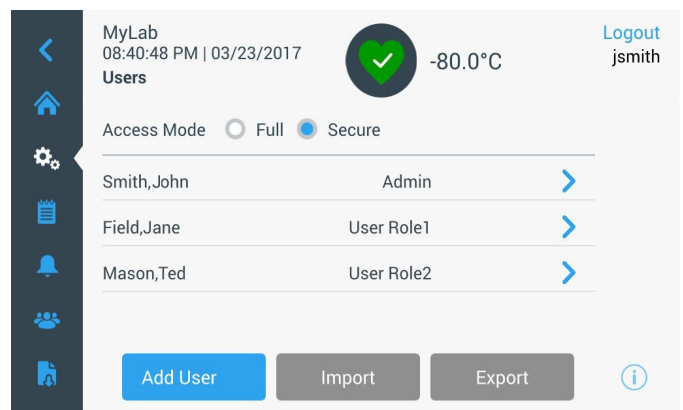 MyLab
08:40:48 PM | 03/23/2017
Users
-80.0°C
Logout
jsmith
Access Mode Full Secure
Smith,John Admin
Field,Jane User Role1
Mason,Ted User Role2
Add User Import Export
i